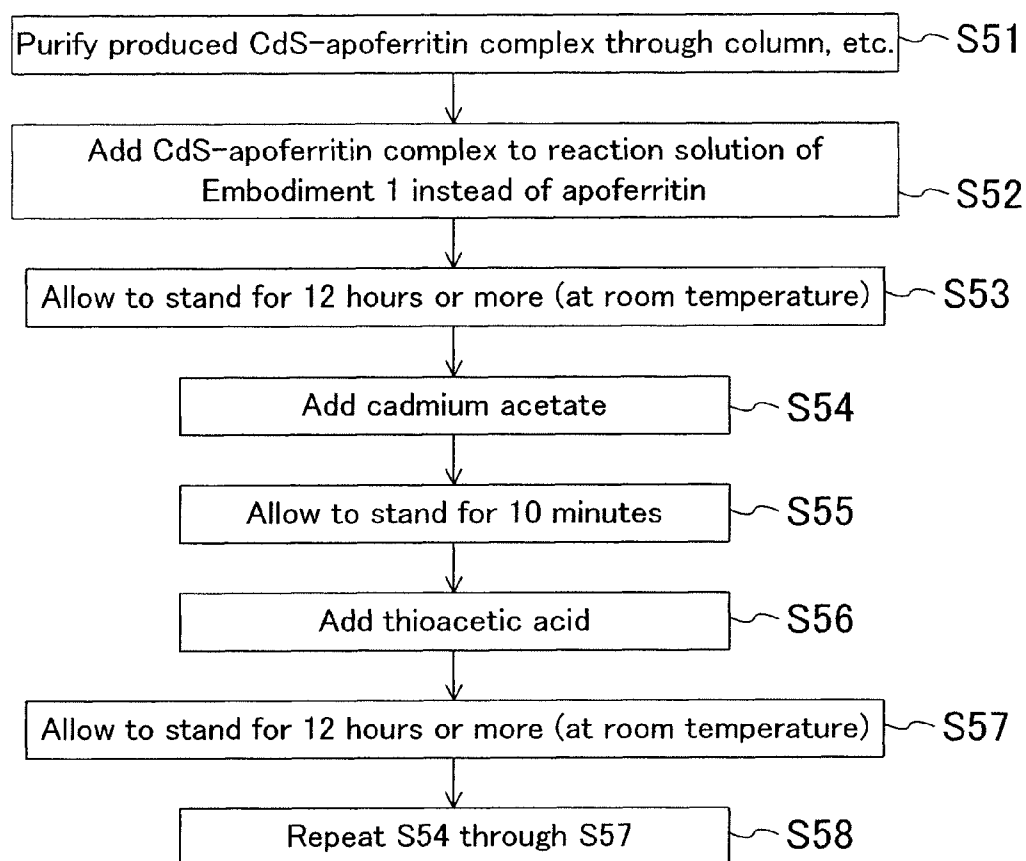 Purify produced CdS-apoferritin complex through column, etc. S51
Add CdS-apoferritin complex to reaction solution of
Embodiment 1 instead of apoferritin S52
Allow to stand for 12 hours or more (at room temperature) S53
Add cadmium acetate S54
Allow to stand for 10 minutes S55
Add thioacetic acid S56
Allow to stand for 12 hours or more (at room temperature) S57
Repeat S54 through S57 S58